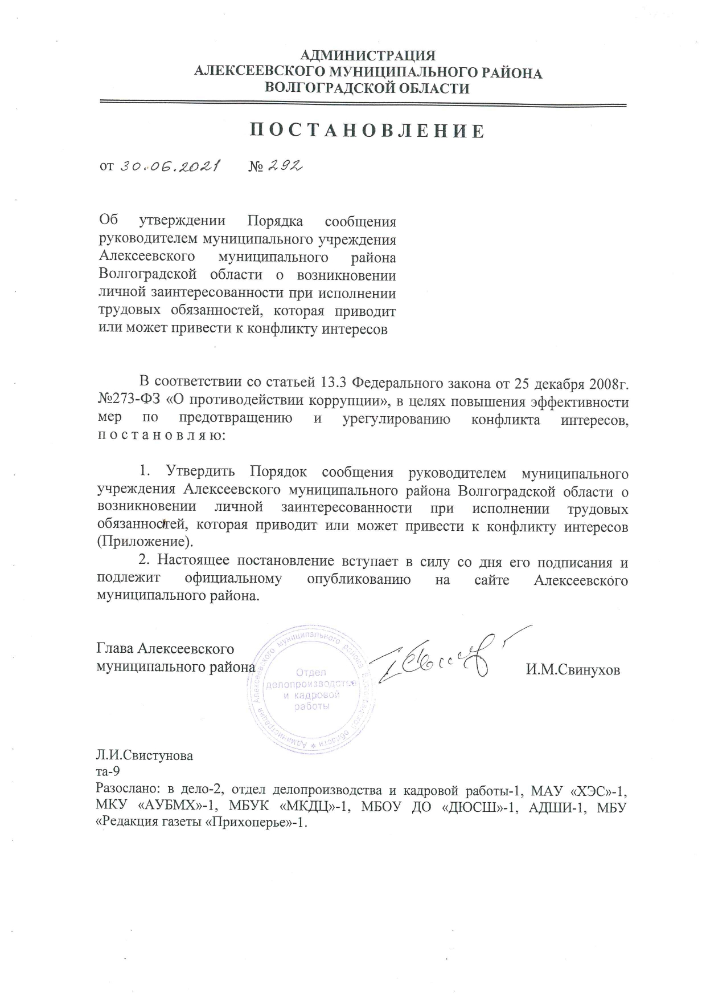 АДМИНИСТРАЦИЯ
АЛЕКСЕЕВСКОГО МУНИЦИПАЛЬНОГО РАЙОНА
ВОЛГОГРАДСКОЙ ОБЛАСТИ
П О С Т А Н О В Л Е Н И Е
от 30.06.2021 № 292
Об утверждении Порядка сообщения
руководителем муниципального учреждения
Алексеевского муниципального района
Волгоградской области о возникновении
личной заинтересованности при исполнении
трудовых обязанностей, которая приводит
или может привести к конфликту интересов
В соответствии со статьей 13.3 Федерального закона от 25 декабря 2008г.
№273-ФЗ «О противодействии коррупции», в целях повышения эффективности
мер по предотвращению и урегулированию конфликта интересов,
п о с т а н о в л я ю:
1. Утвердить Порядок сообщения руководителем муниципального
учреждения Алексеевского муниципального района Волгоградской области о
возникновении личной заинтересованности при исполнении трудовых
обязанностей, которая приводит или может привести к конфликту интересов
(Приложение).
2. Настоящее постановление вступает в силу со дня его подписания и
подлежит официальному опубликованию на сайте Алексеевского
муниципального района.
Глава Алексеевского
муниципального района И.М.Свинухов
Администрация Алексеевского муниципального района Волгоградской области *
Отдел
делопроизводства
и кадровой
работы
Л.И.Свистунова
та-9
Разослано: в дело-2, отдел делопроизводства и кадровой работы-1, МАУ «ХЭС»-1,
МКУ «АУБМХ»-1, МБУК «МКДЦ»-1, МБОУ ДО «ДЮСШ»-1, АДШИ-1, МБУ
«Редакция газеты «Прихоперье»-1.